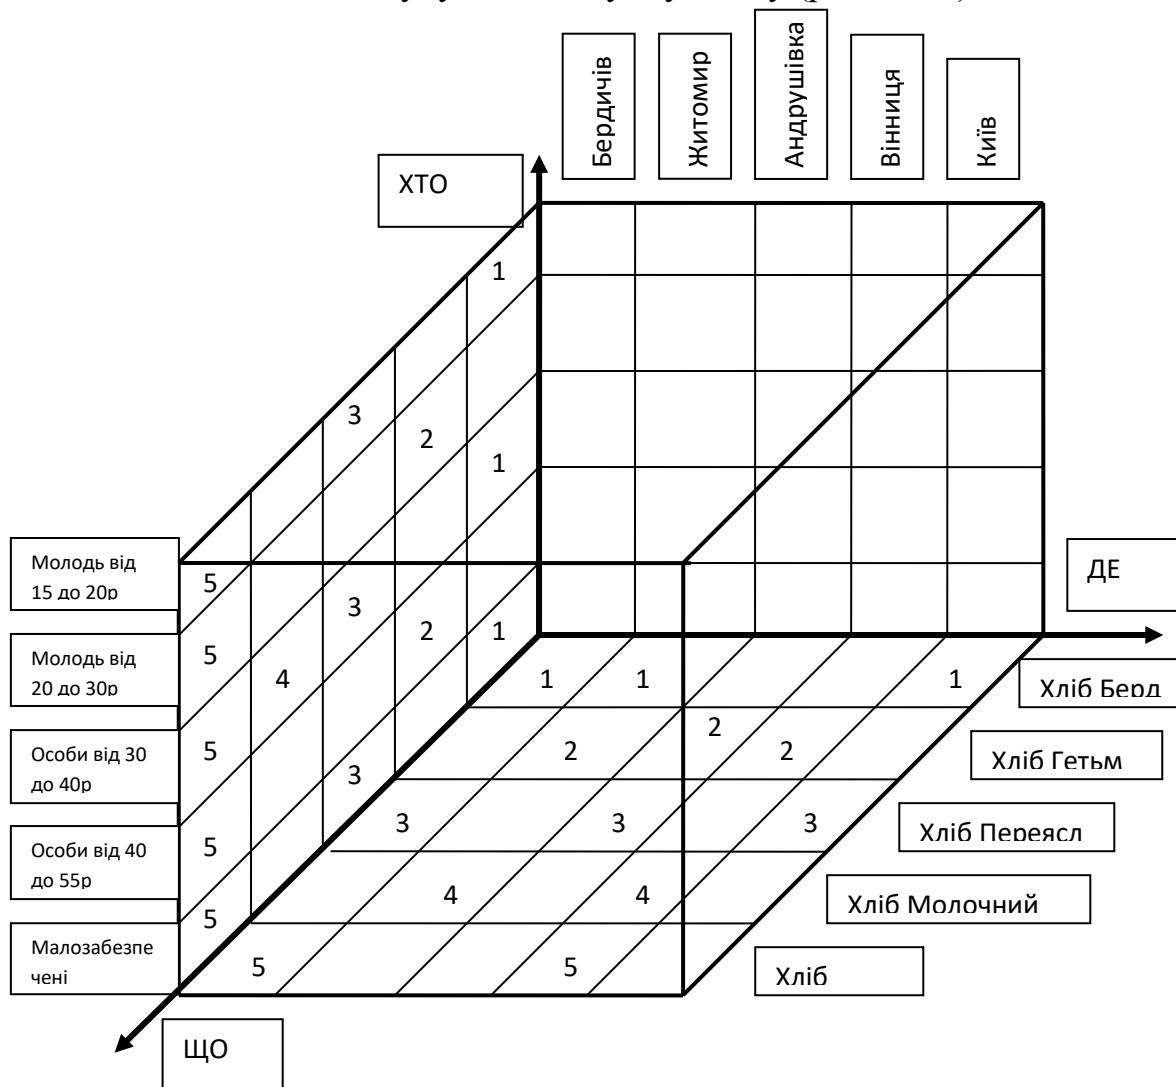 Бердичів
Житомир
Андрушівка
Вінниця
Київ
ХТО
1
3
2
1
Молодь від
15 до 20р
5
3
2
1
ДЕ
Молодь від
20 до 30р
5
4
1
1
1
Хліб Берд
2
2
2
Хліб Гетьм
Особи від 30
до 40р
5
3
3
3
3
Хліб Переясл
Особи від 40
до 55р
5
4
4
Хліб Молочний
5
Малозабезпе
чені
5
5
Хліб
ЩО